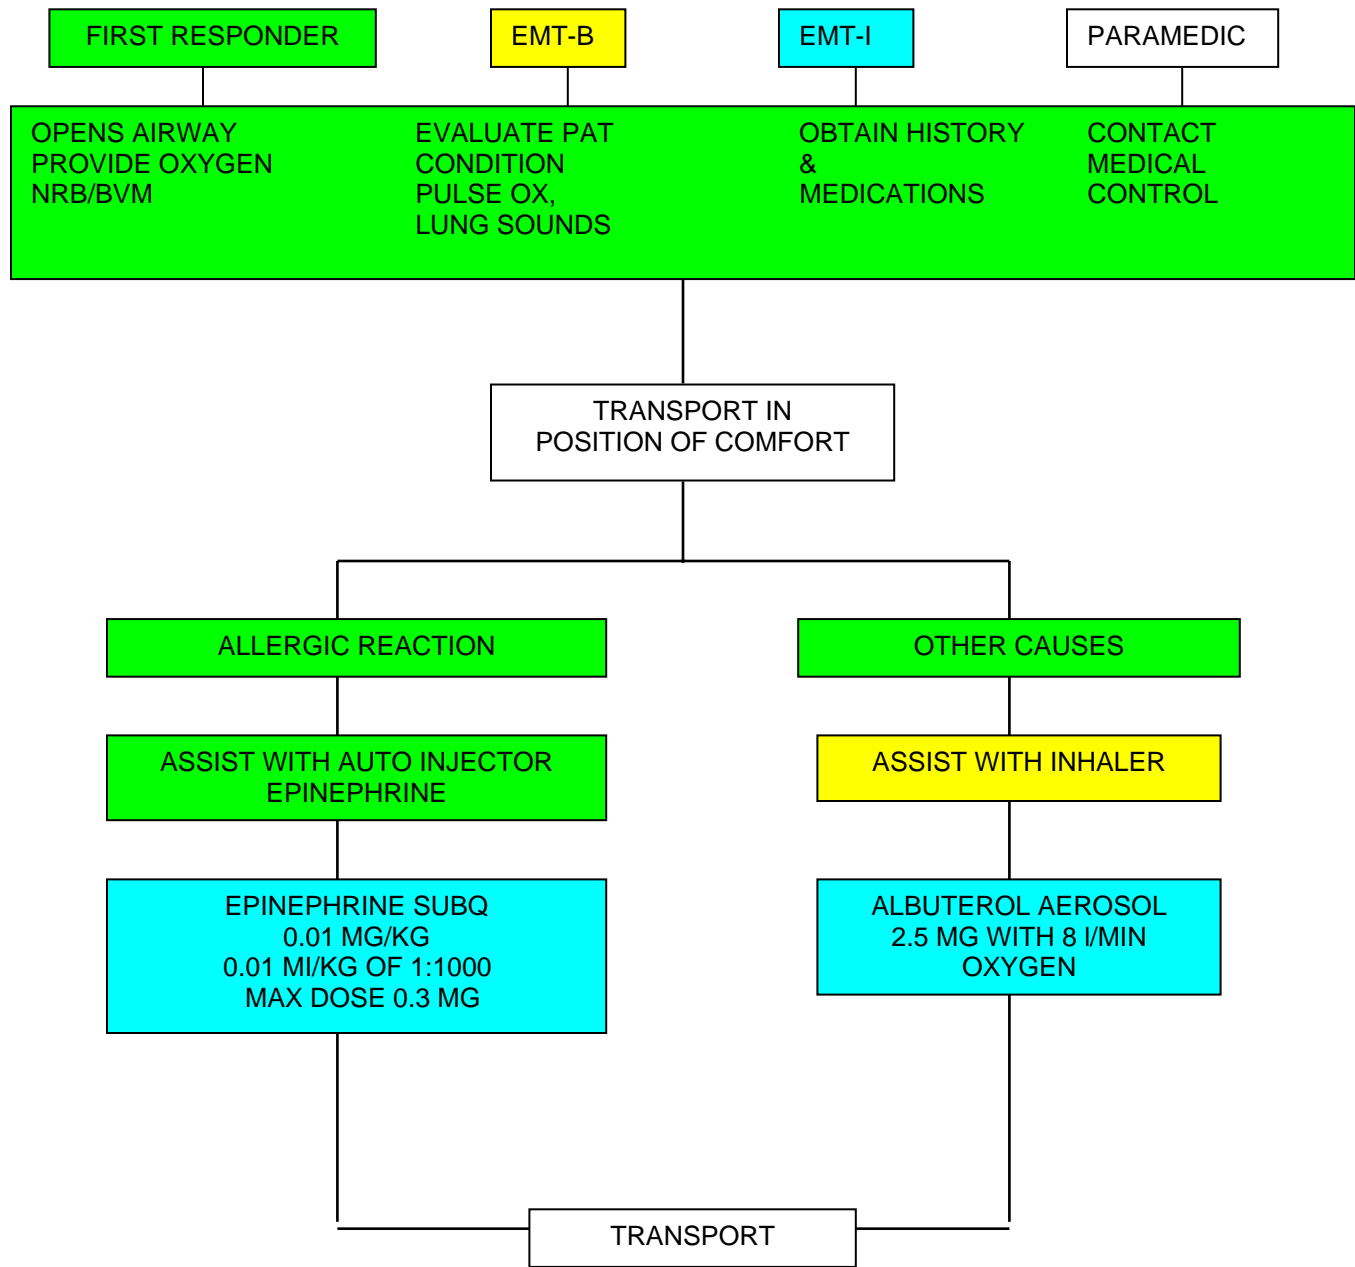 FIRST RESPONDER
EMT-B
EMT-I
PARAMEDIC
OPENS AIRWAY
PROVIDE OXYGEN
NRB/BVM
EVALUATE PAT
CONDITION
PULSE OX,
LUNG SOUNDS
OBTAIN HISTORY
&
MEDICATIONS
CONTACT
MEDICAL
CONTROL
TRANSPORT IN
POSITION OF COMFORT
ALLERGIC REACTION
OTHER CAUSES
ASSIST WITH AUTO INJECTOR
EPINEPHRINE
ASSIST WITH INHALER
EPINEPHRINE SUBQ
0.01 MG/KG
0.01 Ml/KG OF 1:1000
MAX DOSE 0.3 MG
ALBUTEROL AEROSOL
2.5 MG WITH 8 l/MIN
OXYGEN
TRANSPORT